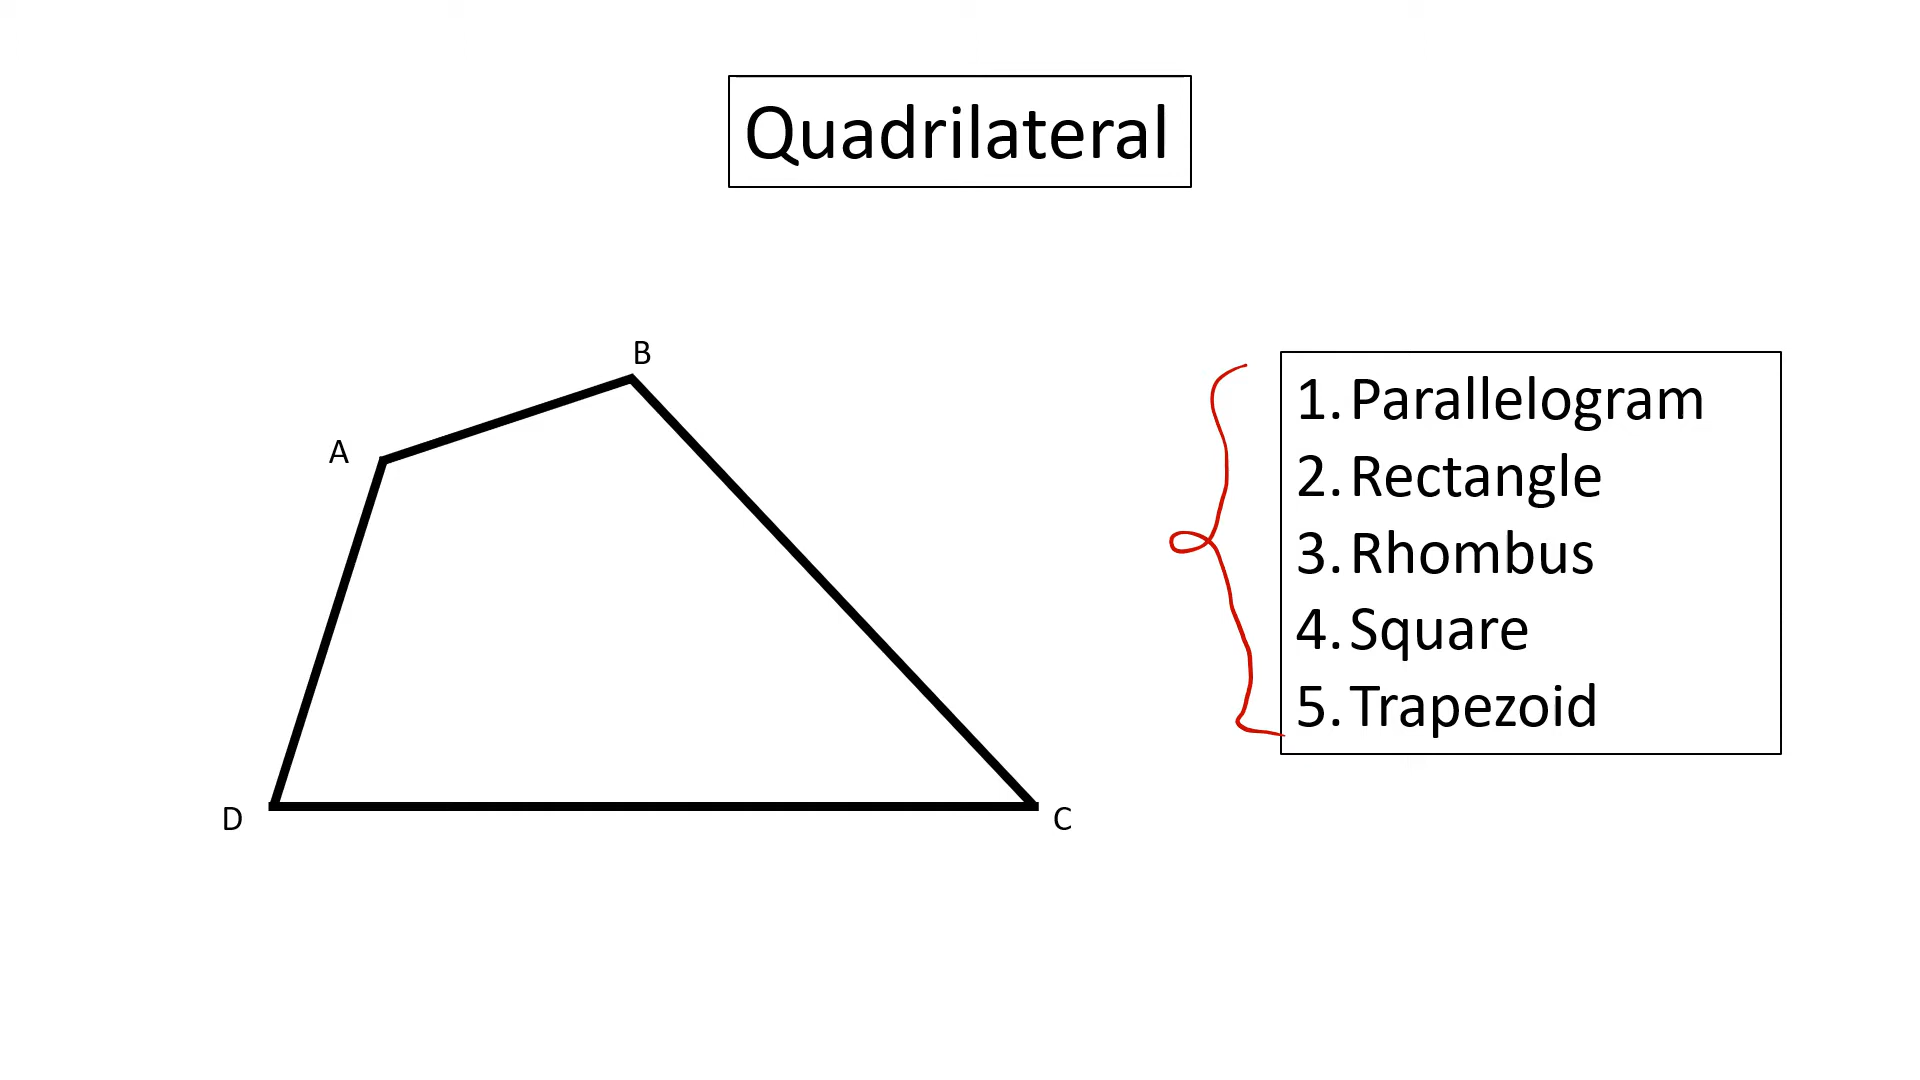 Quadrilateral
B
A
D
C
1. Parallelogram
2. Rectangle
3. Rhombus
4. Square
5. Trapezoid